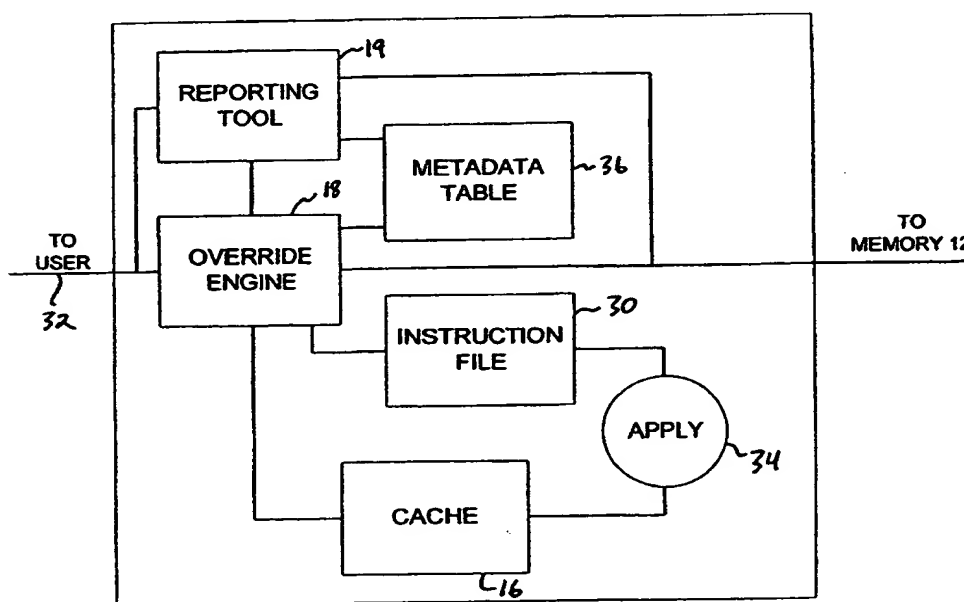 19
REPORTING
TOOL
METADATA
TABLE
36
18
TO
USER
32
OVERRIDE
ENGINE
TO
MEMORY 12
30
INSTRUCTION
FILE
APPLY
34
CACHE
16